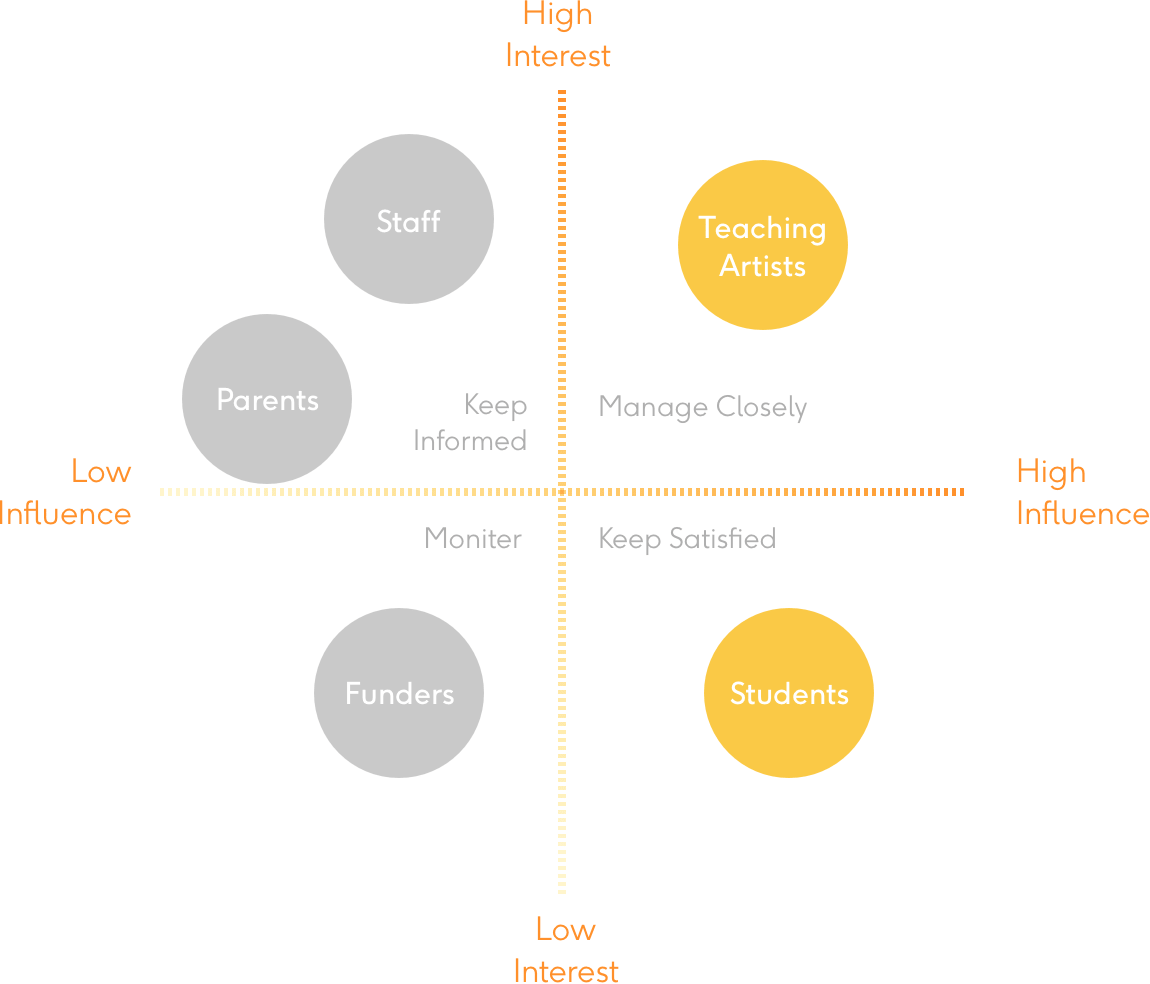 High
Interest
Staff
Teaching
Artists
Parents
Keep
Informed
Manage Closely
Low
Influence
High
Influence
Moniter
Keep Satisfied
Funders
Students
Low
Interest